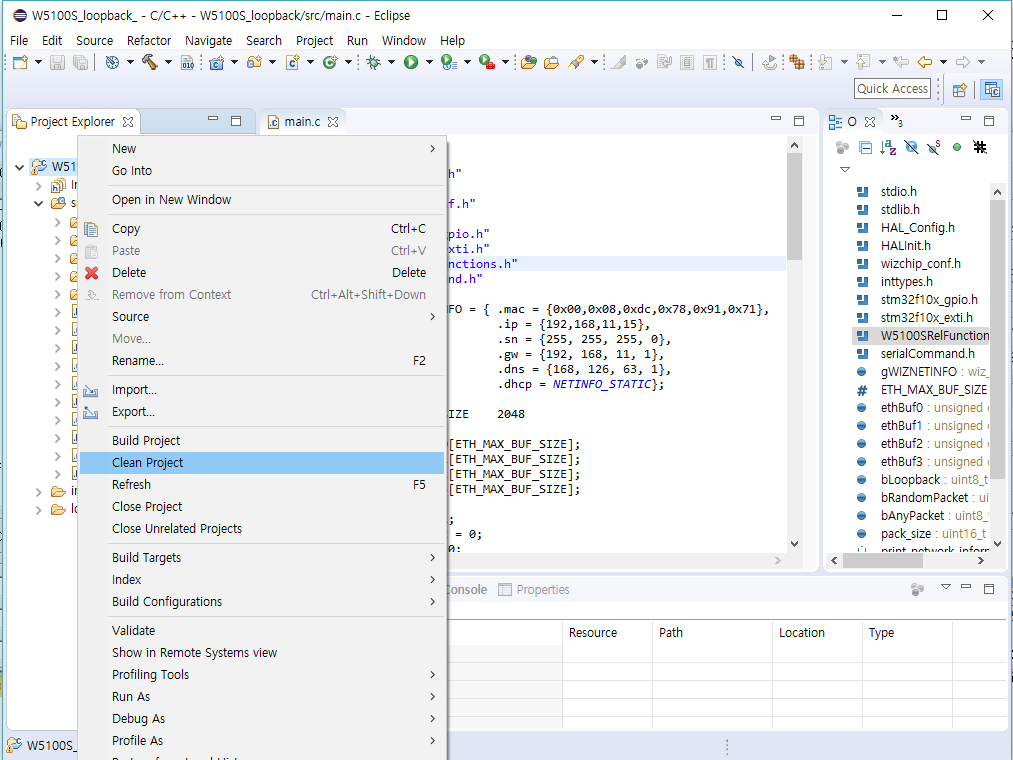 W5100S_loopback_ - C/C++ - W5100S_loopback/src/main.c - Eclipse
File Edit Source Refactor Navigate Search Project Run Window Help
Quick Access
Project Explorer
main.c
O
3
W51
New
Go Into
Open in New Window
Copy Ctrl+C
Paste Ctrl+V
Delete Delete
Remove from Context Ctrl+Alt+Shift+Down
Source
Move...
Rename... F2
Import...
Export...
Build Project
Clean Project
Refresh F5
Close Project
Close Unrelated Projects
Build Targets
Index
Build Configurations
Validate
Show in Remote Systems view
Profiling Tools
Run As
Debug As
Profile As
.h"
f.h"
pio.h"
xti.h"
nctions.h"
nd.h"
FO = { .mac = {0x00,0x08,0xdc,0x78,0x91,0x71},
.ip = {192,168,11,15},
.sn = {255, 255, 255, 0},
.gw = {192, 168, 11, 1},
.dns = {168, 126, 63, 1},
.dhcp = NETINFO_STATIC};
SIZE 2048
[ETH_MAX_BUF_SIZE];
[ETH_MAX_BUF_SIZE];
[ETH_MAX_BUF_SIZE];
[ETH_MAX_BUF_SIZE];
;
= 0;
0;
stdio.h
stdlib.h
HAL_Config.h
HALInit.h
wizchip_conf.h
inttypes.h
stm32f10x_gpio.h
stm32f10x_exti.h
W5100SRelFunction
serialCommand.h
gWIZNETINFO : wiz_
ETH_MAX_BUF_SIZE
ethBuf0 : unsigned
ethBuf1 : unsigned
ethBuf2 : unsigned
ethBuf3 : unsigned
bLoopback : uint8_t
bRandomPacket : ui
bAnyPacket : uint8_
pack_size : uint16_t
print_network_inform
Console Properties
Resource Path Location Type
W5100S_